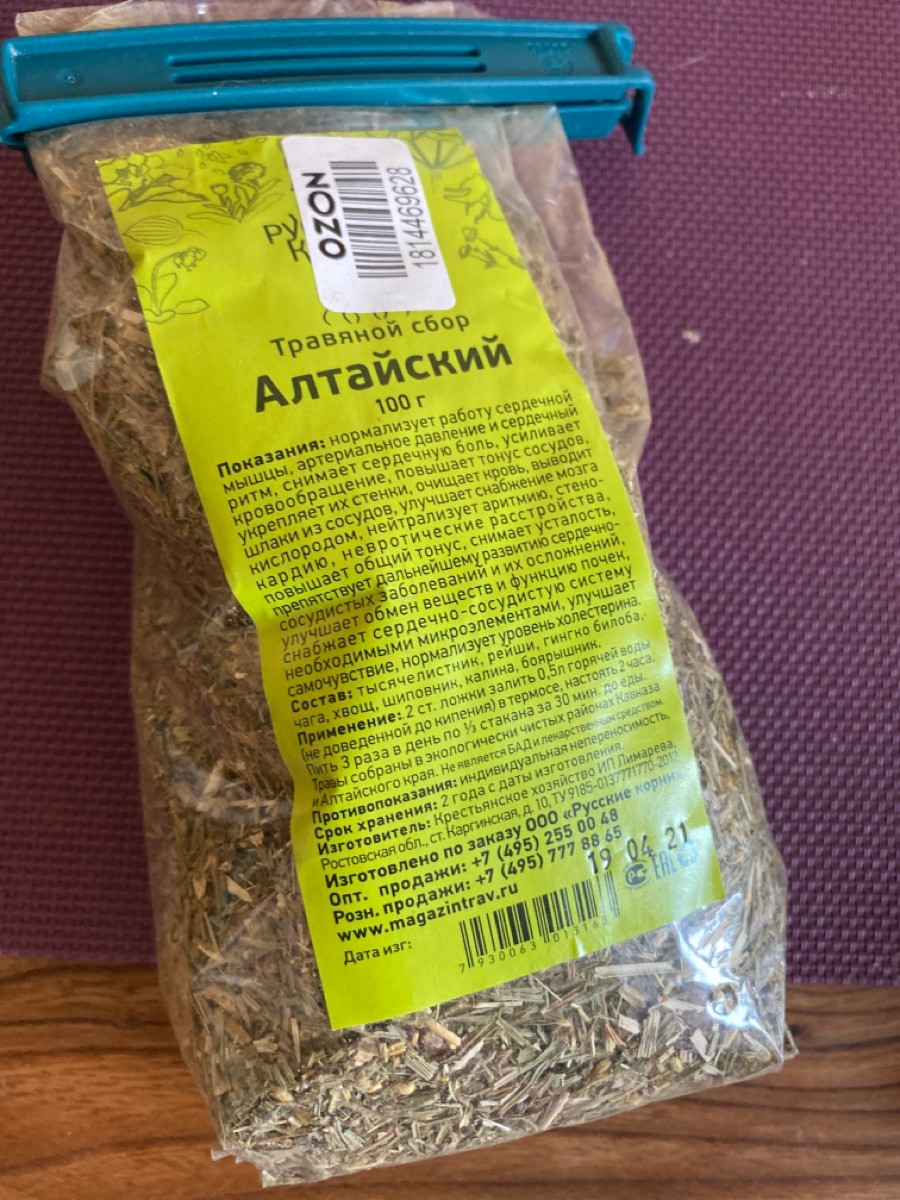 OZON
1814469628
Травяной сбор
Алтайский
100 г
Показания: нормализует работу сердечной
мышцы, артериальное давление и сердечный
ритм, снимает сердечную боль, усиливает
кровообращение, повышает тонус сосудов,
укрепляет их стенки, очищает кровь, выводит
шлаки из сосудов, улучшает снабжение мозга
кислородом, нейтрализует аритмию, стено-
кардию, невротические расстройства,
повышает общий тонус, снимает усталость,
препятствует дальнейшему развитию сердечно-
сосудистых заболеваний и их осложнений,
улучшает обмен веществ и функцию почек,
снабжает сердечно-сосудистую систему
необходимыми микроэлементами, улучшает
самочувствие, нормализует уровень холестерина.
Состав: тысячелистник, рейши, гингко билоба,
чага, хвощ, шиповник, калина, боярышник.
Применение: 2 ст. ложки залить 0,5л горячей воды
(не доведенной до кипения) в термосе, настоять 2 часа.
Пить 3 раза в день по ⅓ стакана за 30 мин. до еды.
Травы собраны в экологически чистых районах Кавказа
и Алтайского края. Не является БАД и лекарственным средством.
Противопоказания: индивидуальная непереносимость,
Срок хранения: 2 года с даты изготовления.
Изготовитель: Крестьянское хозяйство ИП Лимарева,
Ростовская обл., ст. Каргинская, д. 10, ТУ 9185-0137771770-2012
Изготовлено по заказу ООО «Русские корни»
Опт. продажи: +7 (495) 255 00 48
Розн. продажи: +7 (495) 777 88 65
www.magazintrav.ru
19 04 21
РС ЕАС
Дата изг: